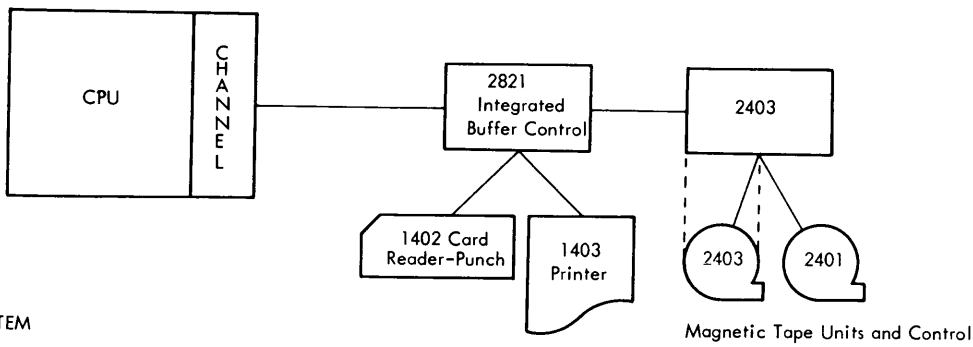 CPU
CHANNEL
2821
Integrated
Buffer Control
2403
1402 Card
Reader-Punch
1403
Printer
2403
2401
TEM
Magnetic Tape Units and Control